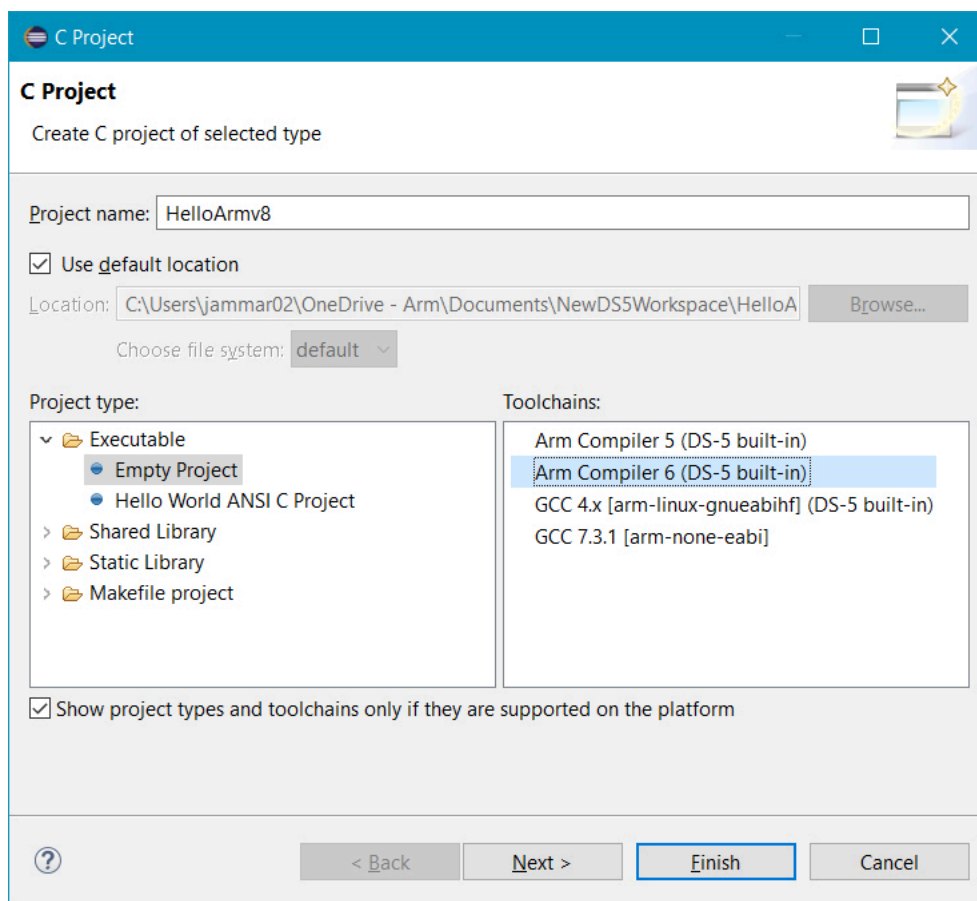 C Project
C Project
Create C project of selected type
Project name: HelloArmv8
Use default location
Location: C:\Users\jammar02\OneDrive - Arm\Documents\NewDS5Workspace\HelloA Browse...
Choose file system: default
Project type:
Toolchains:
Executable
Empty Project
Hello World ANSI C Project
Shared Library
Static Library
Makefile project
Arm Compiler 5 (DS-5 built-in)
Arm Compiler 6 (DS-5 built-in)
GCC 4.x [arm-linux-gnueabihf] (DS-5 built-in)
GCC 7.3.1 [arm-none-eabi]
Show project types and toolchains only if they are supported on the platform
? < Back Next > Finish Cancel